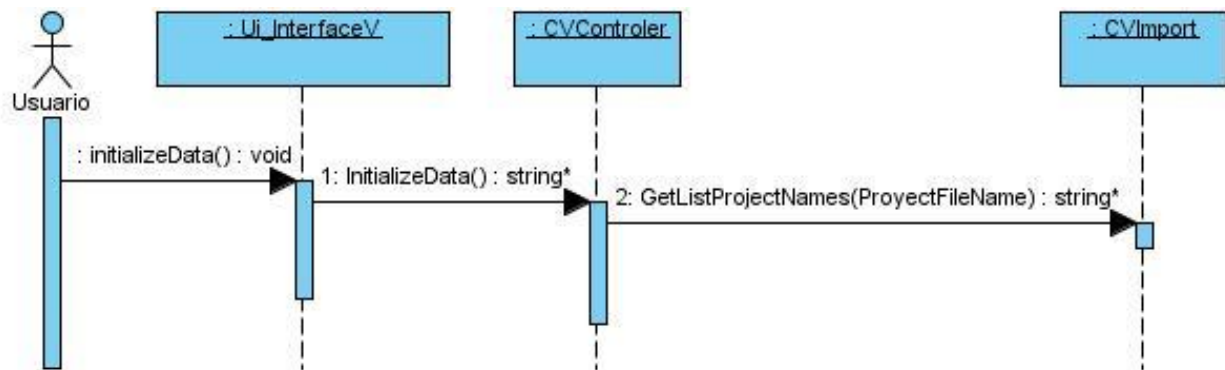 : Ui_InterfaceV
: CVControler
: CVImport
Usuario
: initializeData() : void
1: InitializeData() : string*
2: GetListProjectNames(ProyectFileName) : string*